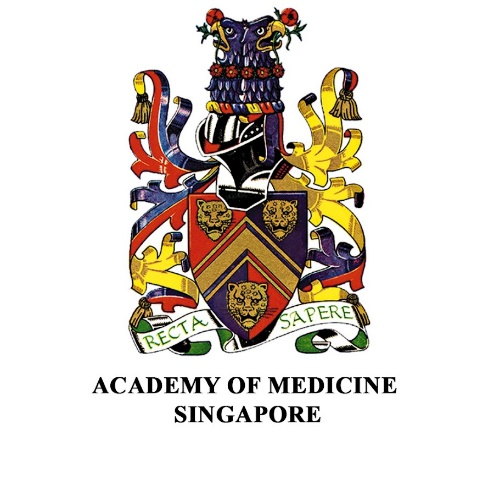 RECTA SAPERE
ACADEMY OF MEDICINE
SINGAPORE